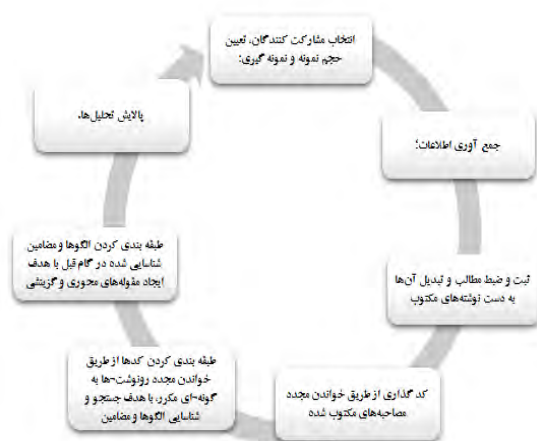 انتخاب مشارکت کنندگان، تعیین
حجم نمونه و نمونه گیری؛
جمع آوری اطلاعات؛
ثبت و ضبط مطالب و تبدیل آن‌ها
به دست نوشته‌های مکتوب
کد گذاری از طریق خواندن مجدد
مصاحبه‌های مکتوب شده
طبقه بندی کردن کدها از طریق
خواندن مجدد رونوشت¬ها به
گونه¬ای مکرر، با هدف جستجو و
شناسایی الگوها و مضامین
طبقه بندی کردن الگوها و مضامین
شناسایی شده در گام قبل با هدف
ایجاد مقوله‌های محوری و گزینشی
پالایش تحلیل‌ها.